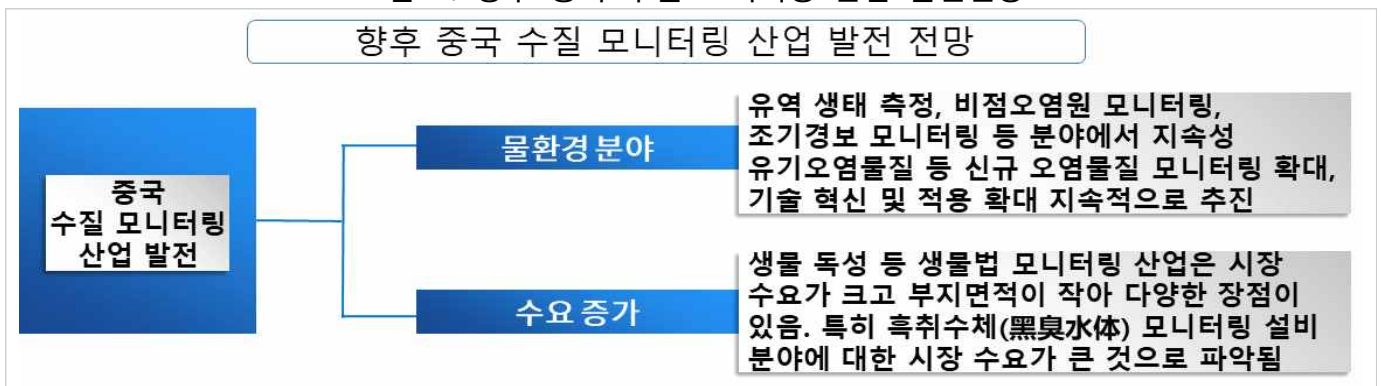 향후 중국 수질 모니터링 산업 발전 전망
중국
수질 모니터링
산업 발전
물환경 분야
유역 생태 측정, 비점오염원 모니터링,
조기경보 모니터링 등 분야에서 지속성
유기오염물질 등 신규 오염물질 모니터링 확대,
기술 혁신 및 적용 확대 지속적으로 추진
수요 증가
생물 독성 등 생물법 모니터링 산업은 시장
수요가 크고 부지면적이 작아 다양한 장점이
있음. 특히 흑취수체(黑臭水体) 모니터링 설비
분야에 대한 시장 수요가 큰 것으로 파악됨